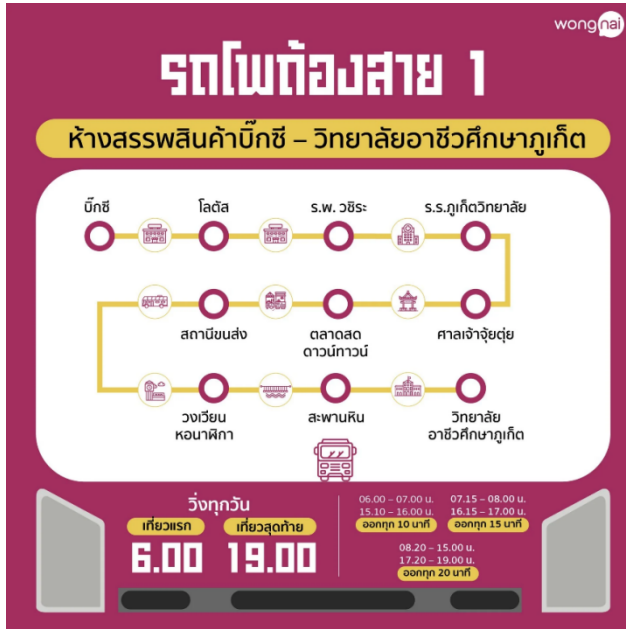 wongnai
รถโพถ้องสาย 1
ห้างสรรพสินค้าบิ๊กซี – วิทยาลัยอาชีวศึกษาภูเก็ต
บิ๊กซี
โลตัส
ร.พ. วชิระ
ร.ร.ภูเก็ตวิทยาลัย
สถานีขนส่ง
ตลาดสด
ดาวน์ทาวน์
ศาลเจ้าจุ้ยตุ่ย
วงเวียน
หอนาฬิกา
สะพานหิน
วิทยาลัย
อาชีวศึกษาภูเก็ต
วิ่งทุกวัน
เที่ยวแรก
6.00
เที่ยวสุดท้าย
19.00
06.00 – 07.00 น.
15.10 – 16.00 น.
ออกทุก 10 นาที
07.15 – 08.00 น.
16.15 – 17.00 น.
ออกทุก 15 นาที
08.20 – 15.00 น.
17.20 – 19.00 น.
ออกทุก 20 นาที